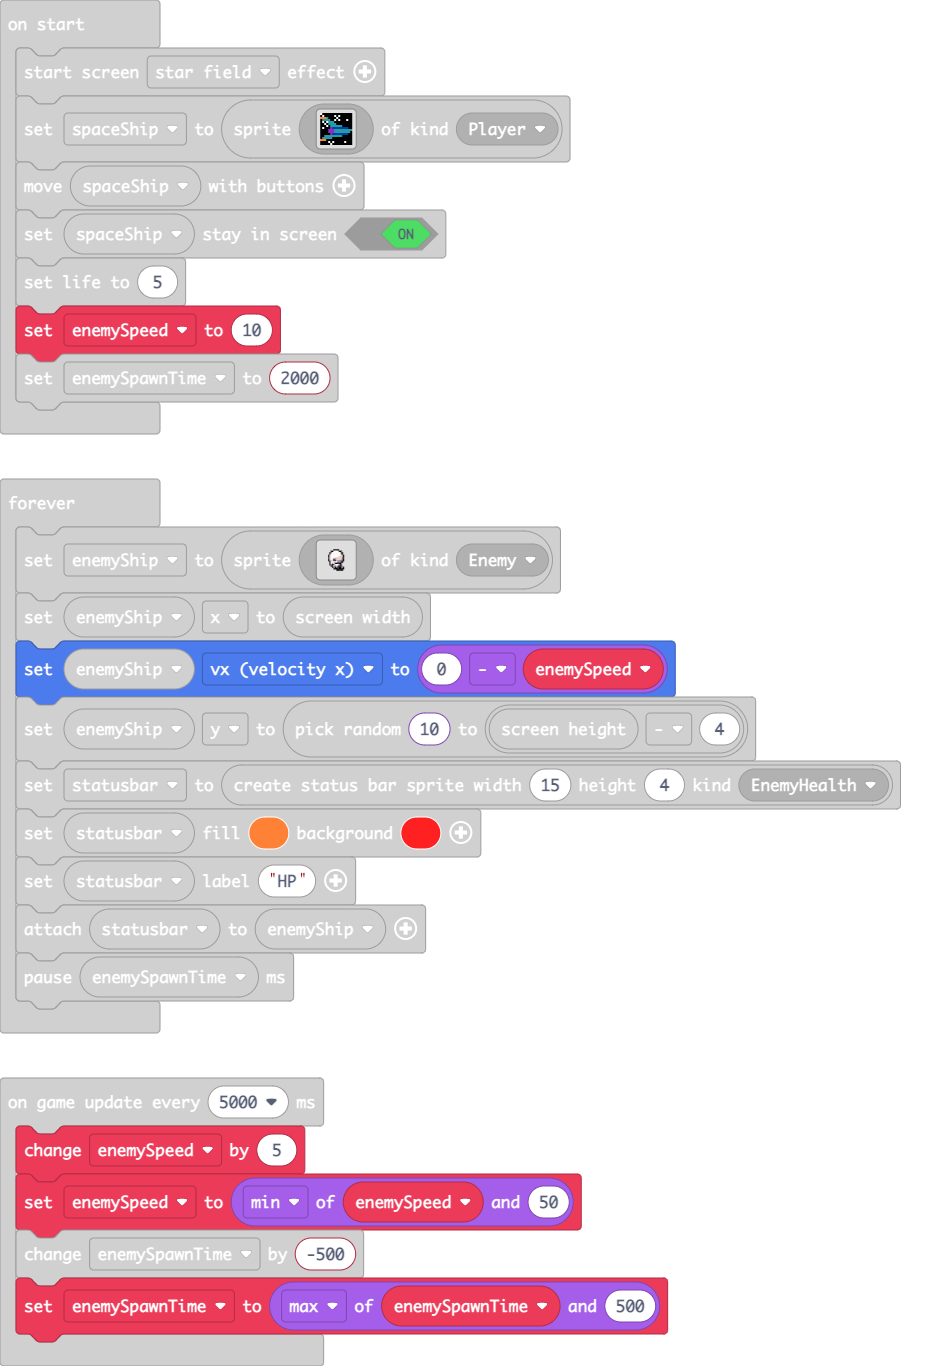 on start
start screen star field effect
set spaceShip to sprite of kind Player
move spaceShip with buttons
set spaceShip stay in screen ON
set life to 5
set enemySpeed to 10
set enemySpawnTime to 2000
forever
set enemyShip to sprite of kind Enemy
set enemyShip x to screen width
set enemyShip vx (velocity x) to 0 - enemySpeed
set enemyShip y to pick random 10 to screen height - 4
set statusbar to create status bar sprite width 15 height 4 kind EnemyHealth
set statusbar fill background
set statusbar label "HP"
attach statusbar to enemyShip
pause enemySpawnTime ms
on game update every 5000 ms
change enemySpeed by 5
set enemySpeed to min of enemySpeed and 50
change enemySpawnTime by -500
set enemySpawnTime to max of enemySpawnTime and 500